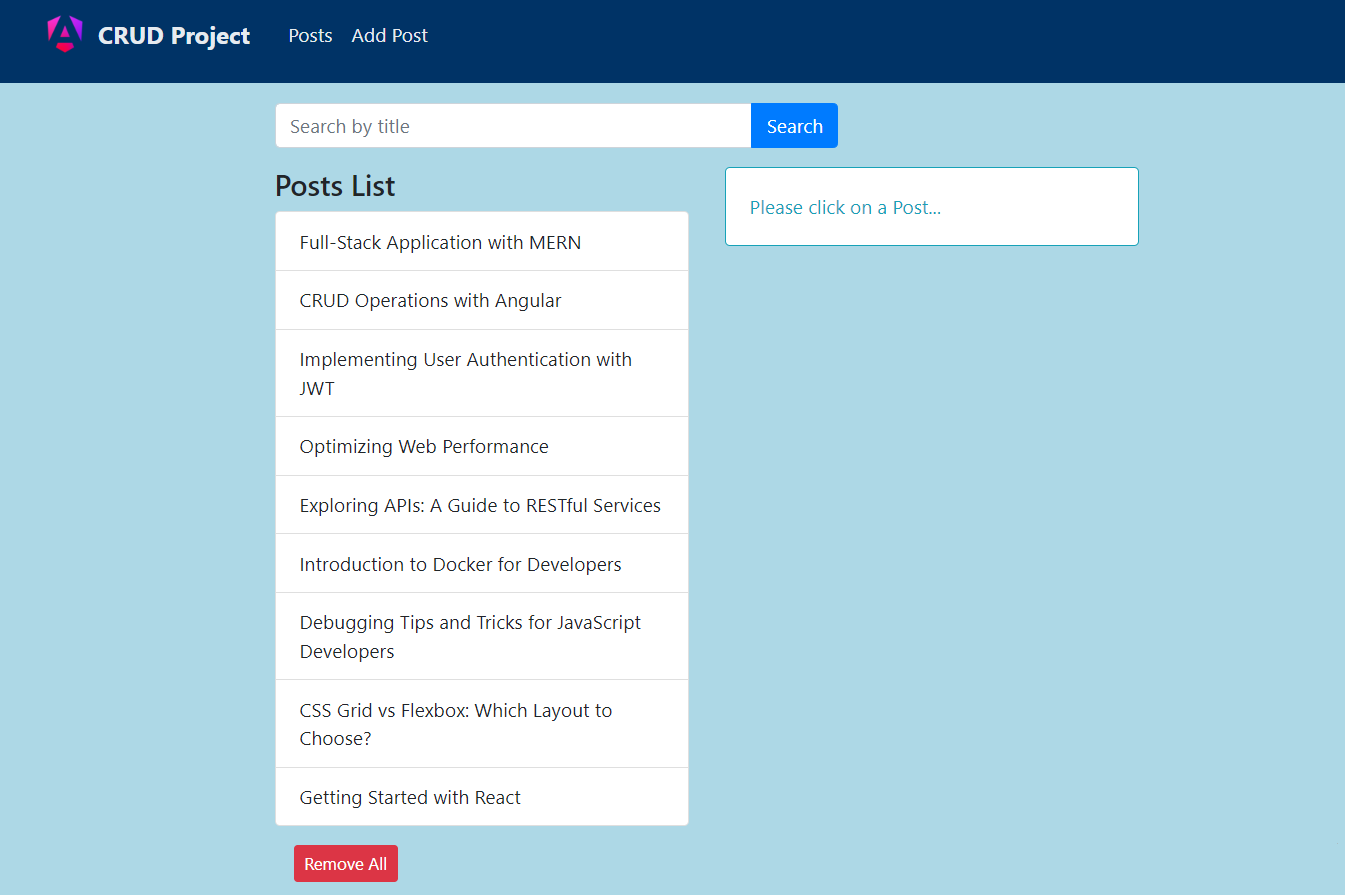 CRUD Project
Posts
Add Post
Search by title
Search
Posts List
Please click on a Post...
Full-Stack Application with MERN
CRUD Operations with Angular
Implementing User Authentication with
JWT
Optimizing Web Performance
Exploring APIs: A Guide to RESTful Services
Introduction to Docker for Developers
Debugging Tips and Tricks for JavaScript
Developers
CSS Grid vs Flexbox: Which Layout to
Choose?
Getting Started with React
Remove All